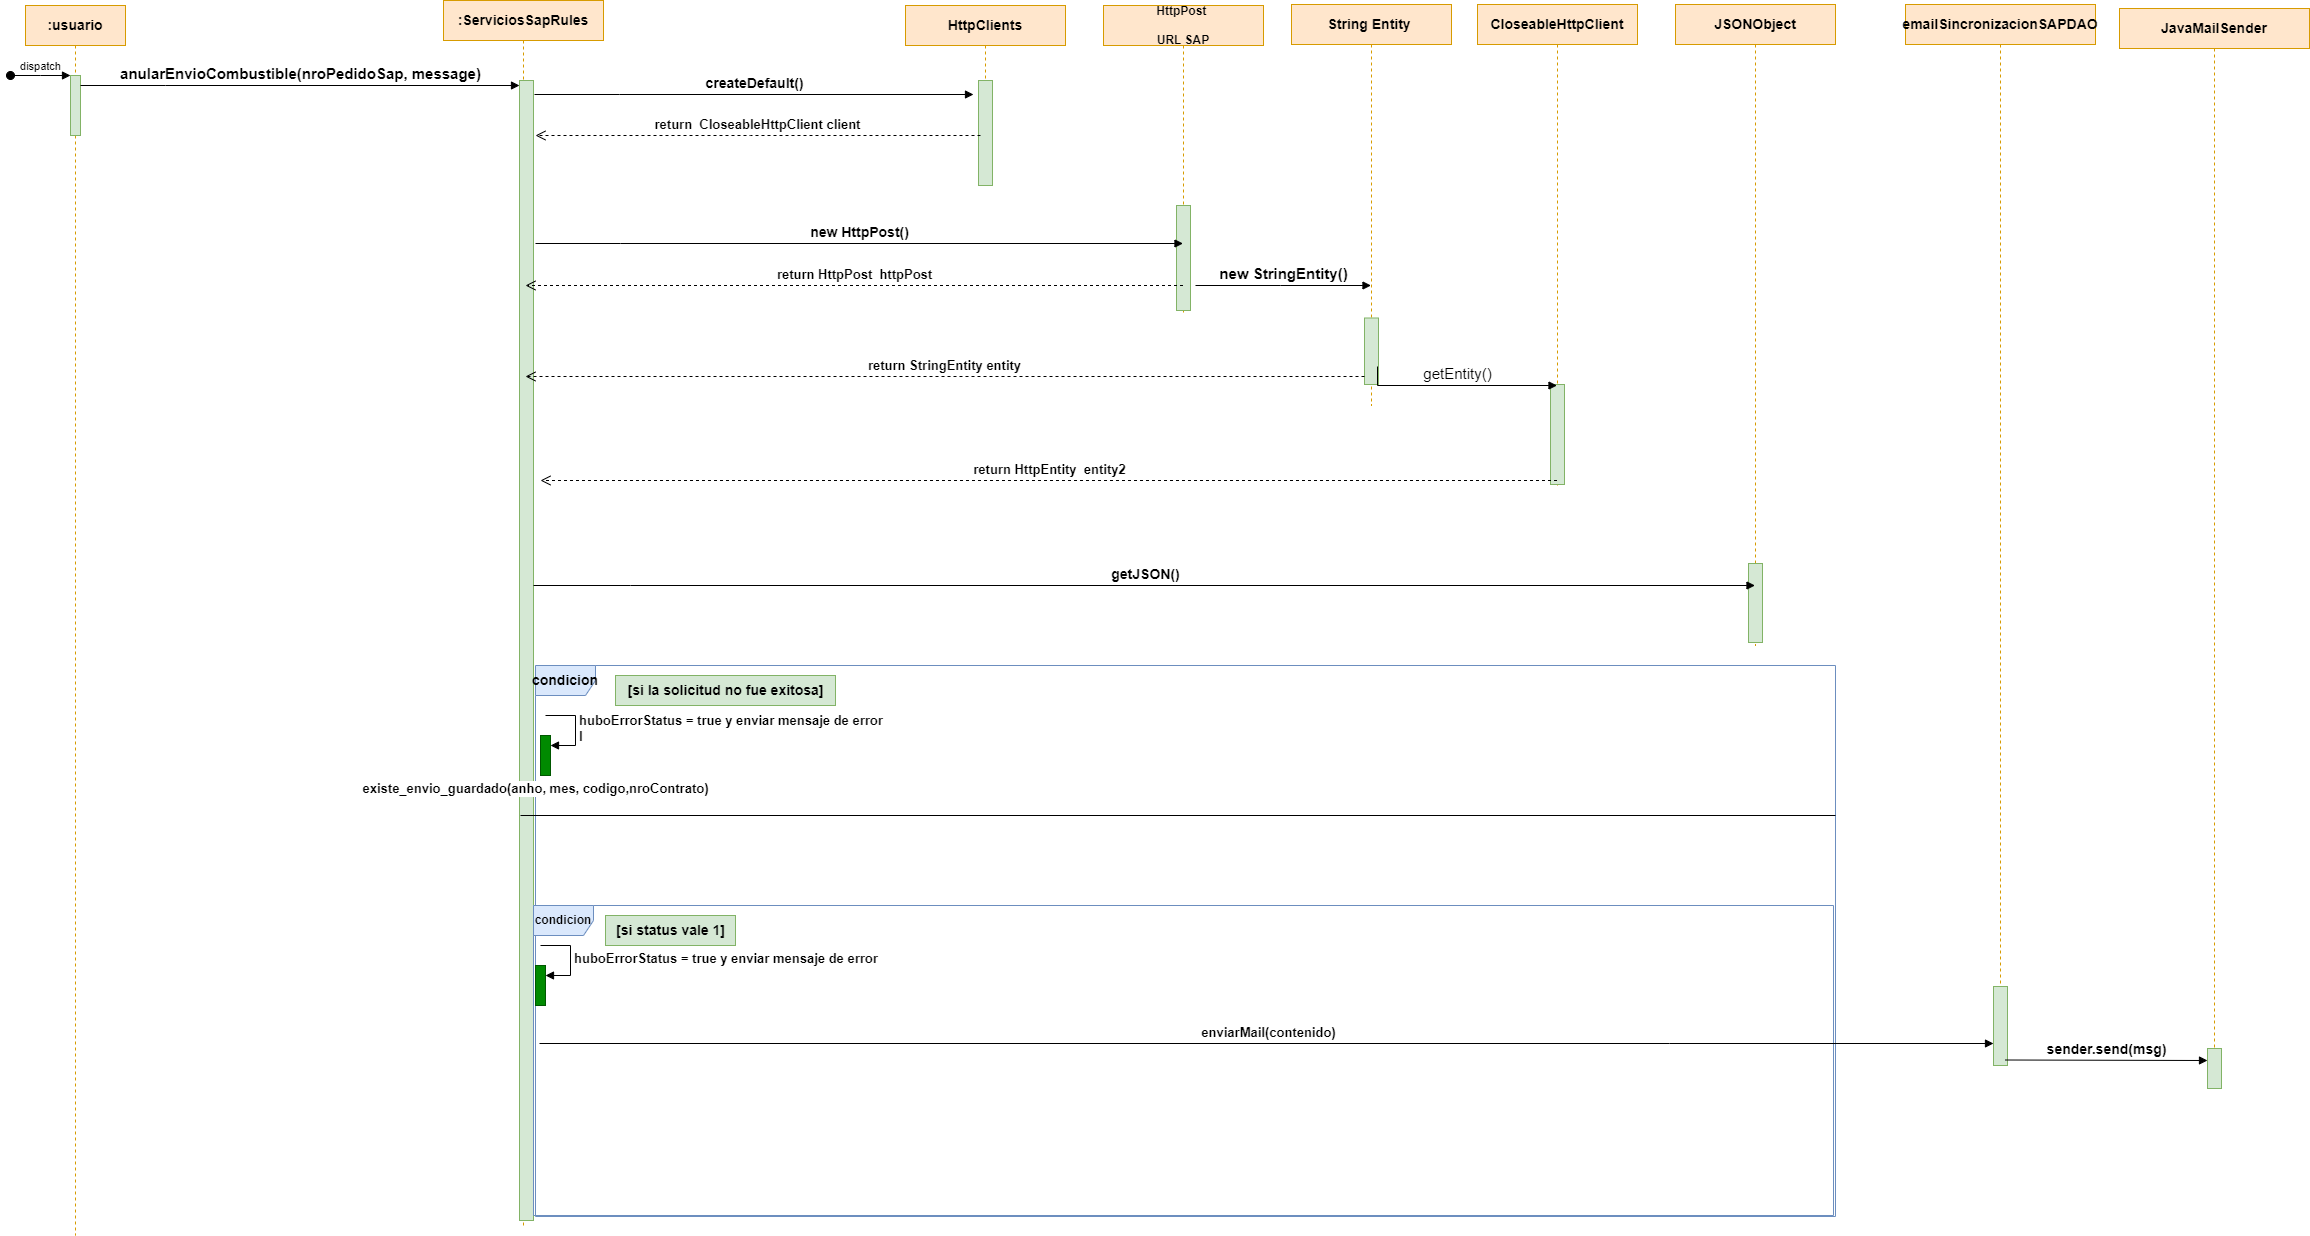 :usuario
:ServiciosSapRules
HttpClients
HttpPost
URL SAP
String Entity
CloseableHttpClient
JSONObject
emailSincronizacionSAPDAO
JavaMailSender
dispatch
anularEnvioCombustible(nroPedidoSap, message)
createDefault()
return CloseableHttpClient client
new HttpPost()
return HttpPost httpPost
new StringEntity()
return StringEntity entity
getEntity()
return HttpEntity entity2
getJSON()
condicion
[si la solicitud no fue exitosa]
huboErrorStatus = true y enviar mensaje de error
l
existe_envio_guardado(anho, mes, codigo,nroContrato)
condicion
[si status vale 1]
huboErrorStatus = true y enviar mensaje de error
enviarMail(contenido)
sender.send(msg)